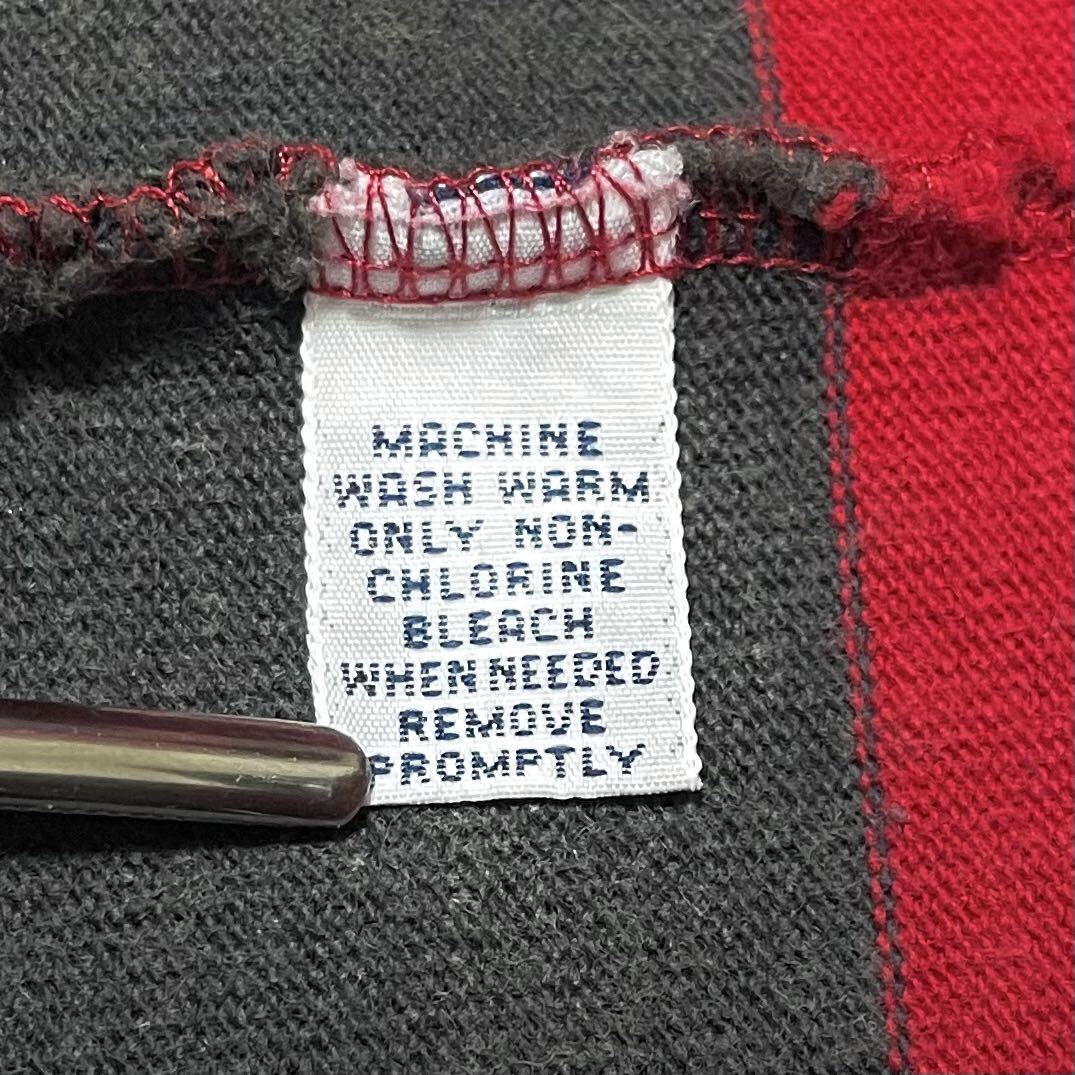 MACHINE
WASH WARM
ONLY NON-
CHLORINE
BLEACH
WHEN NEEDED
REMOVE
PROMPTLY